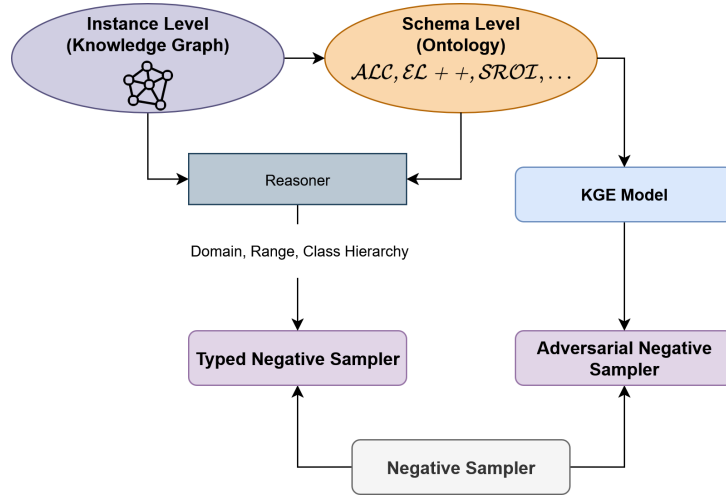 Instance Level
(Knowledge Graph)
Schema Level
(Ontology)
𝒜ℒ𝒞, ℰℒ + +, 𝒮ℛ𝒪ℐ, . . .
Reasoner
KGE Model
Domain, Range, Class Hierarchy
Typed Negative Sampler
Adversarial Negative
Sampler
Negative Sampler